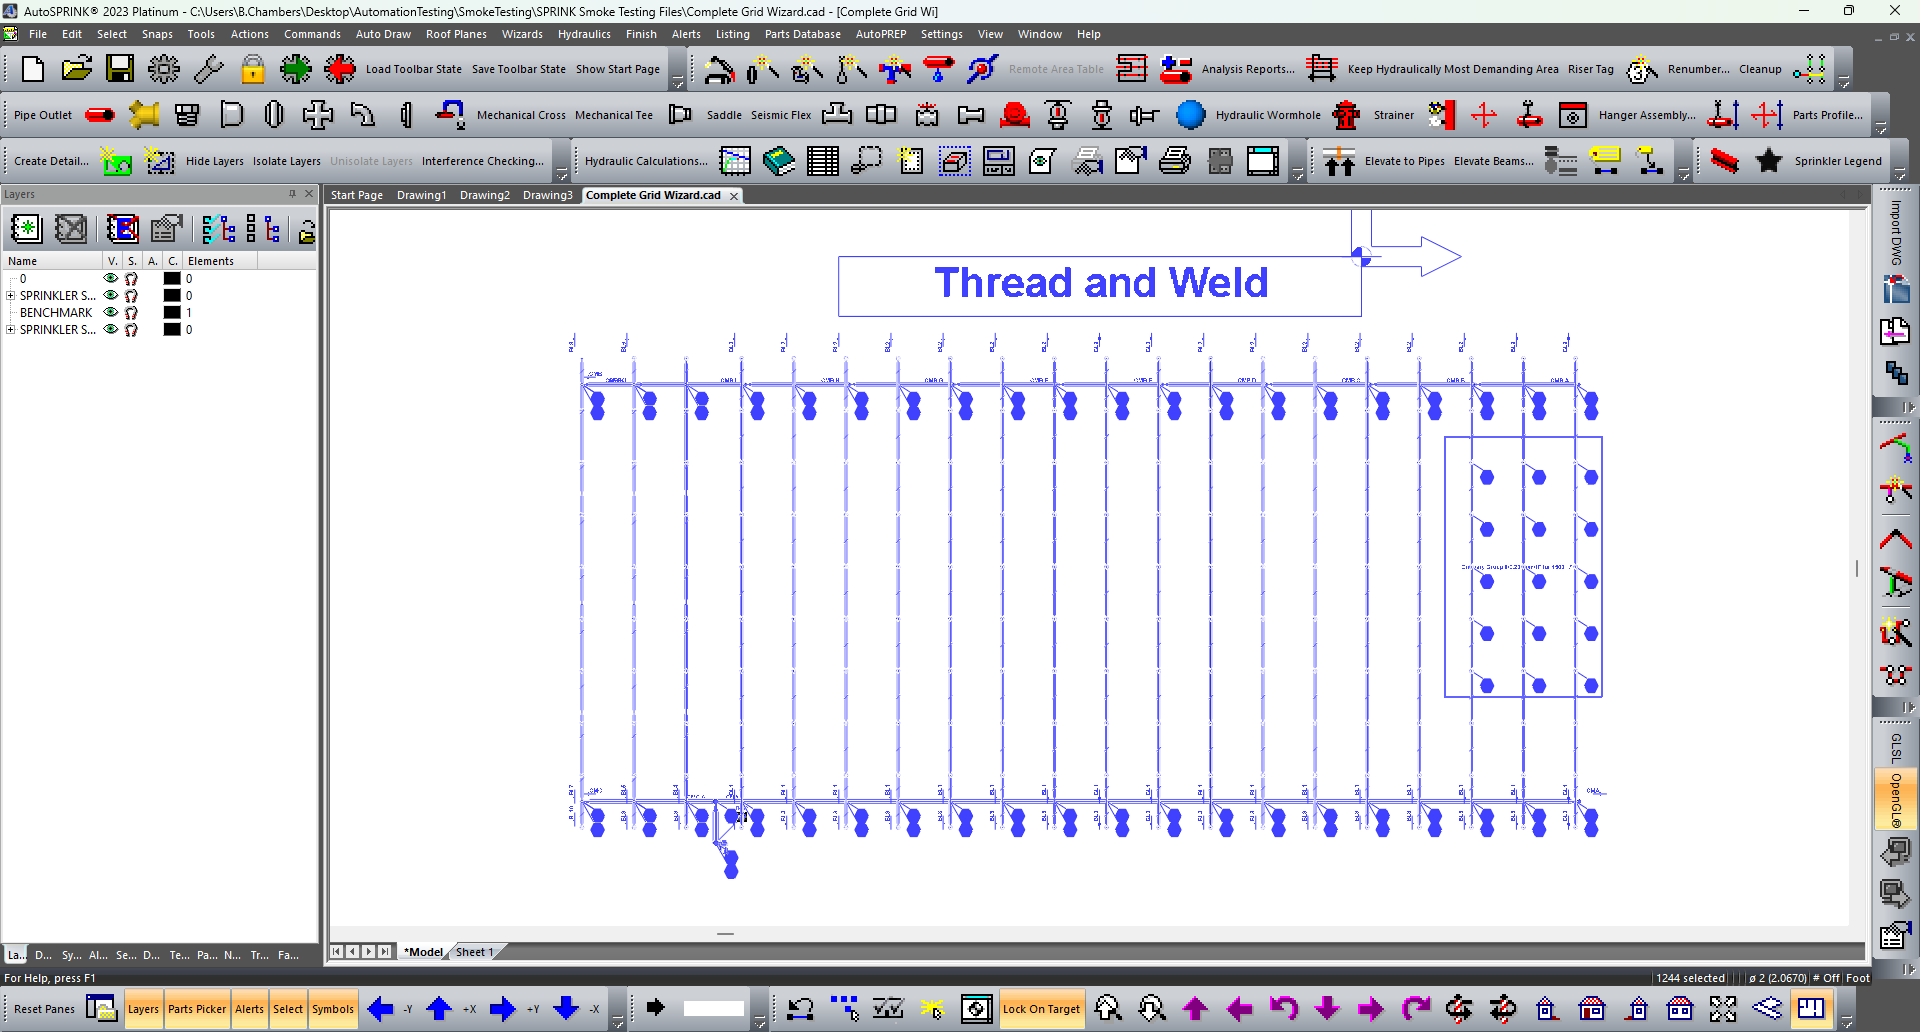 AutoSPRINK® 2023 Platinum - C:\Users\B.Chambers\Desktop\AutomationTesting\SmokeTesting\SPRINK Smoke Testing Files\Complete Grid Wizard.cad - [Complete Grid Wi]
File Edit Select Snaps Tools Actions Commands Auto Draw Roof Planes Wizards Hydraulics Finish Alerts Listing Parts Database AutoPREP Settings View Window Help
Load Toolbar State Save Toolbar State Show Start Page Remote Area Table Analysis Reports... Keep Hydraulically Most Demanding Area Riser Tag Renumber... Cleanup
Pipe Outlet Mechanical Cross Mechanical Tee Saddle Seismic Flex Hydraulic Wormhole Strainer Hanger Assembly... Parts Profile...
Create Detail... Hide Layers Isolate Layers Unisolate Layers Interference Checking... Hydraulic Calculations... Elevate to Pipes Elevate Beams... Sprinkler Legend
Layers
Start Page Drawing1 Drawing2 Drawing3 Complete Grid Wizard.cad
Name V. S. A. C. Elements
0 0
SPRINKLER S... 0
BENCHMARK 1
SPRINKLER S... 0
Thread and Weld
Import DWG
GLSL
OpenGL®
La... D... Sy... Al... Se... D... Te... Pa... N... Tr... Fa...
*Model Sheet 1
For Help, press F1
1244 selected ø 2 (2.0670) # Off Foot
Reset Panes Layers Parts Picker Alerts Select Symbols -Y +X +Y -X Lock On Target